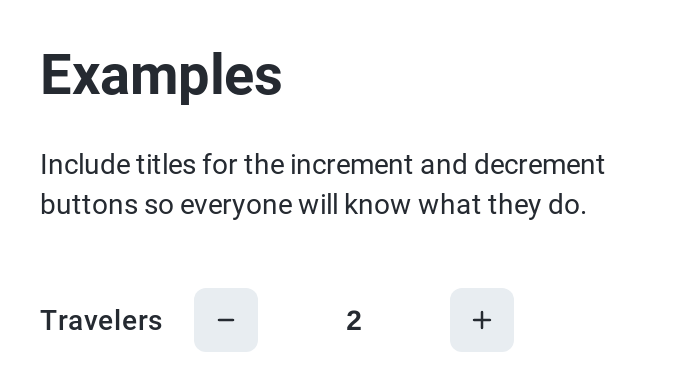 Examples
Include titles for the increment and decrement
buttons so everyone will know what they do.
Travelers − 2 +